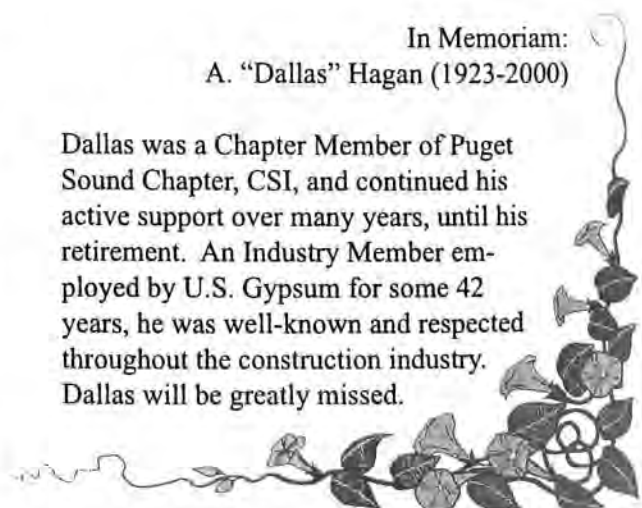 In Memoriam:
A. “Dallas” Hagan (1923-2000)
Dallas was a Chapter Member of Puget
Sound Chapter, CSI, and continued his
active support over many years, until his
retirement. An Industry Member em-
ployed by U.S. Gypsum for some 42
years, he was well-known and respected
throughout the construction industry.
Dallas will be greatly missed.